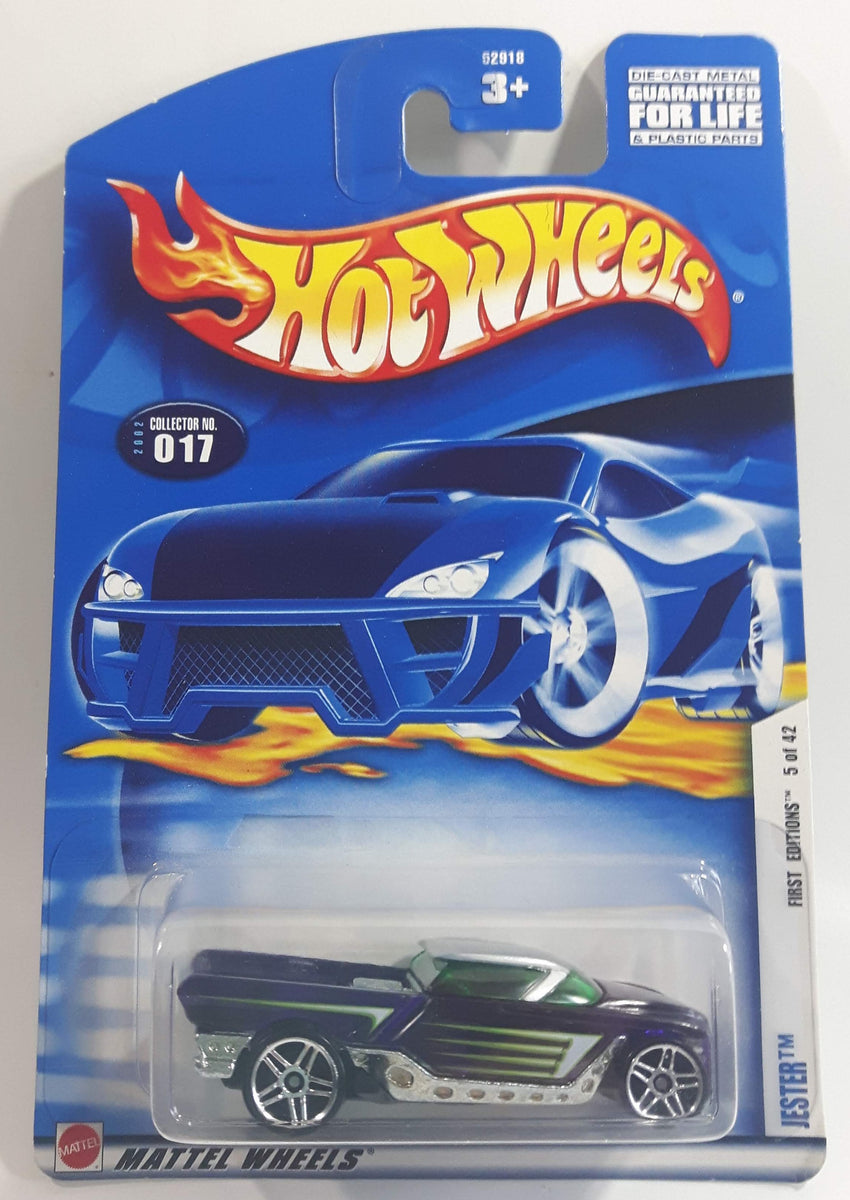 52918
3+
DIE-CAST METAL
GUARANTEED
FOR LIFE
& PLASTIC PARTS
HOT WHEELS®
2002
COLLECTOR NO.
017
FIRST EDITIONS™ 5 of 42
JESTER™
MATTEL
MATTEL WHEELS®